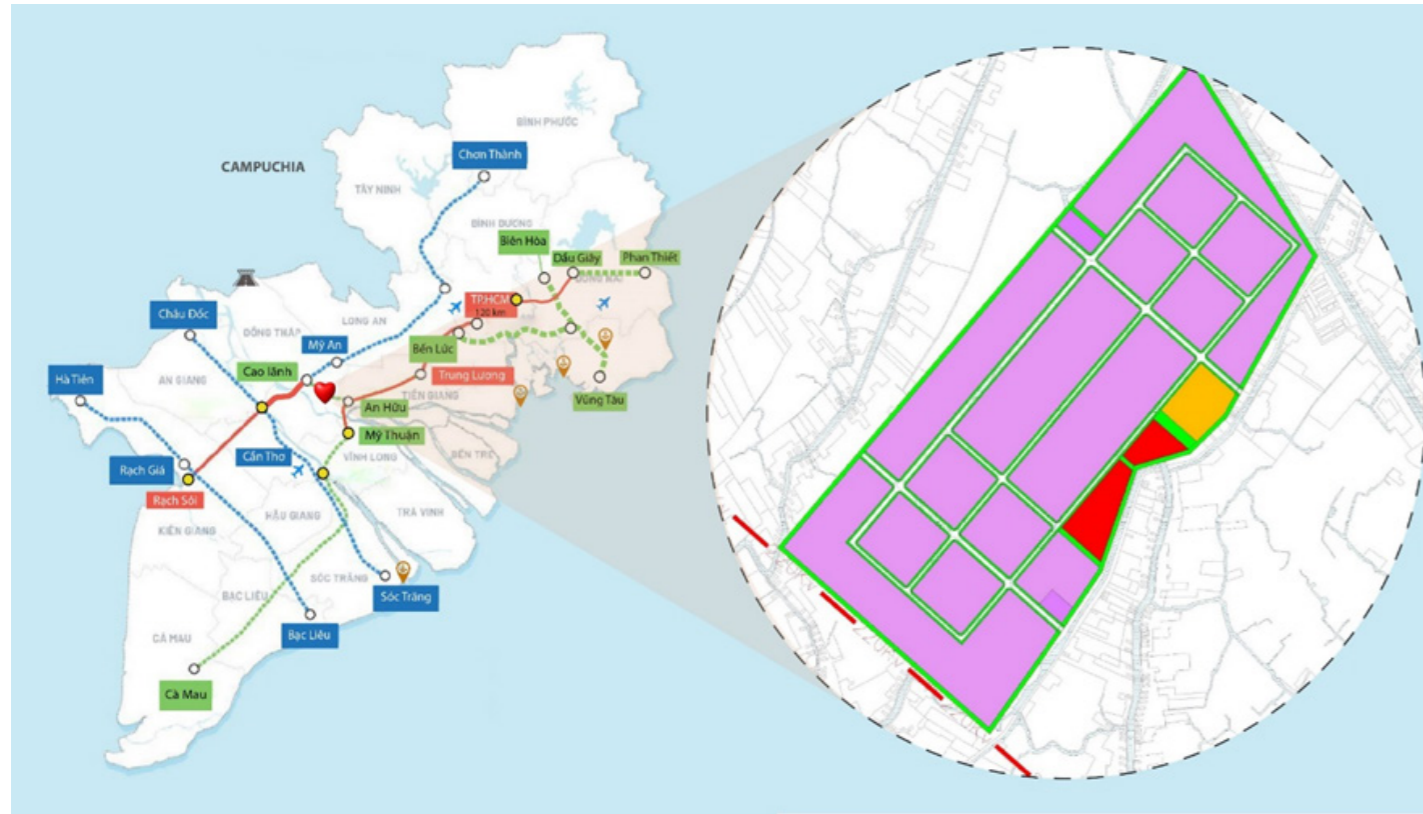 BÌNH PHƯỚC
Chơn Thành
CAMPUCHIA
TÂY NINH
BÌNH DƯƠNG
Biên Hòa
Dầu Giây
Phan Thiết
ĐỒNG NAI
TP.HCM
120 km
Châu Đốc
LONG AN
ĐỒNG THÁP
Mỹ An
Bến Lức
Cao lãnh
Trung Lương
Hà Tiên
AN GIANG
TIỀN GIANG
Vũng Tàu
An Hữu
Mỹ Thuận
BẾN TRE
Cần Thơ
VĨNH LONG
Rạch Giá
Rạch Sỏi
TRÀ VINH
HẬU GIANG
KIÊN GIANG
SÓC TRĂNG
Sóc Trăng
BẠC LIÊU
Bạc Liêu
CÀ MAU
Cà Mau